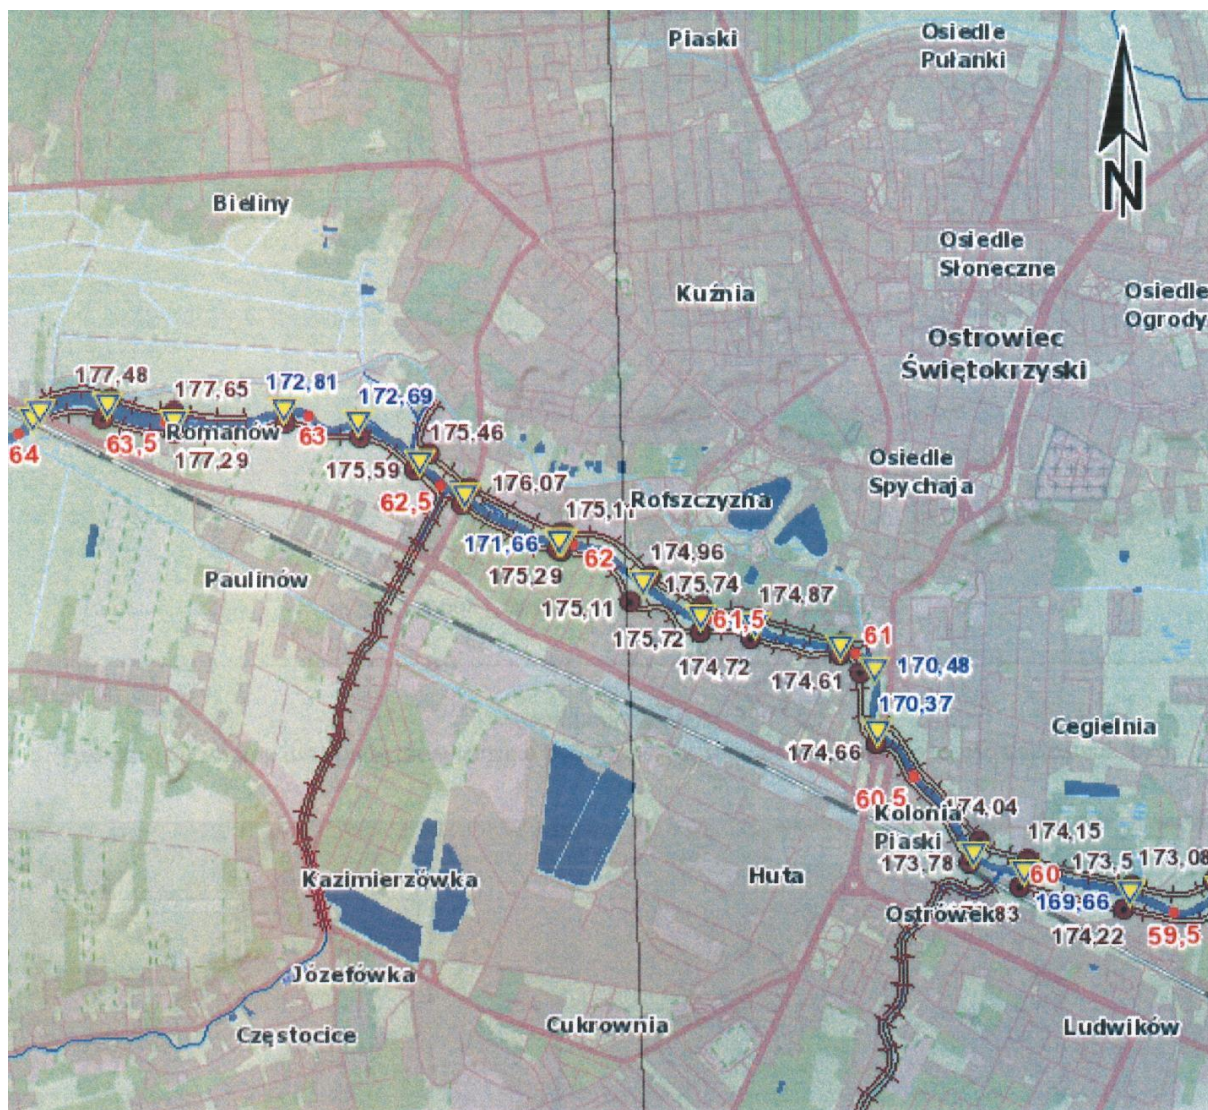 Piaski
Osiedle
Pułanki
N
Bieliny
Osiedle
Słoneczne
Kuźnia
Osiedle
Ogrody
Ostrowiec
Świętokrzyski
177,48
177,65
172,81
172,69
64
63,5
Romanów
63
177,29
175,59
175,46
62,5
176,07
Osiedle
Spychaja
Rofszczyzna
175,11
171,66
62
175,29
174,96
175,74
Paulinów
175,11
61,5
174,87
175,72
174,72
174,61
61
170,48
170,37
174,66
Cegielnia
60,5
174,04
Kolonia
Piaski
174,15
173,78
173,5
173,08
60
169,66
Kazimierzówka
Huta
Ostrówek
83
174,22
59,5
Józefówka
Częstocice
Cukrownia
Ludwików